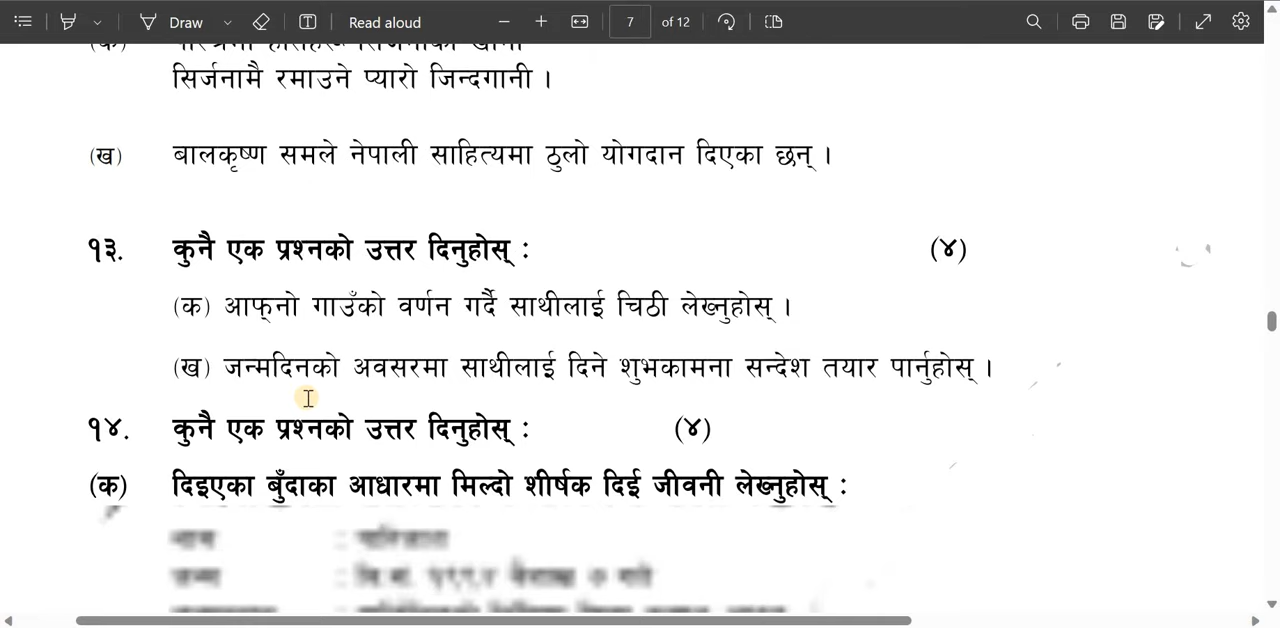 Draw
Read aloud
7
of 12
सिर्जनामै रमाउने प्यारो जिन्दगानी ।
(ख) बालकृष्ण समले नेपाली साहित्यमा ठुलो योगदान दिएका छन् ।
१३. कुनै एक प्रश्नको उत्तर दिनुहोस् : (४)
(क) आफ्‌नो गाउँको वर्णन गर्दै साथीलाई चिठी लेख्नुहोस् ।
(ख) जन्मदिनको अवसरमा साथीलाई दिने शुभकामना सन्देश तयार पार्नुहोस् ।
१४. कुनै एक प्रश्नको उत्तर दिनुहोस् : (४)
(क) दिइएका बुँदाका आधारमा मिल्दो शीर्षक दिई जीवनी लेख्नुहोस् :